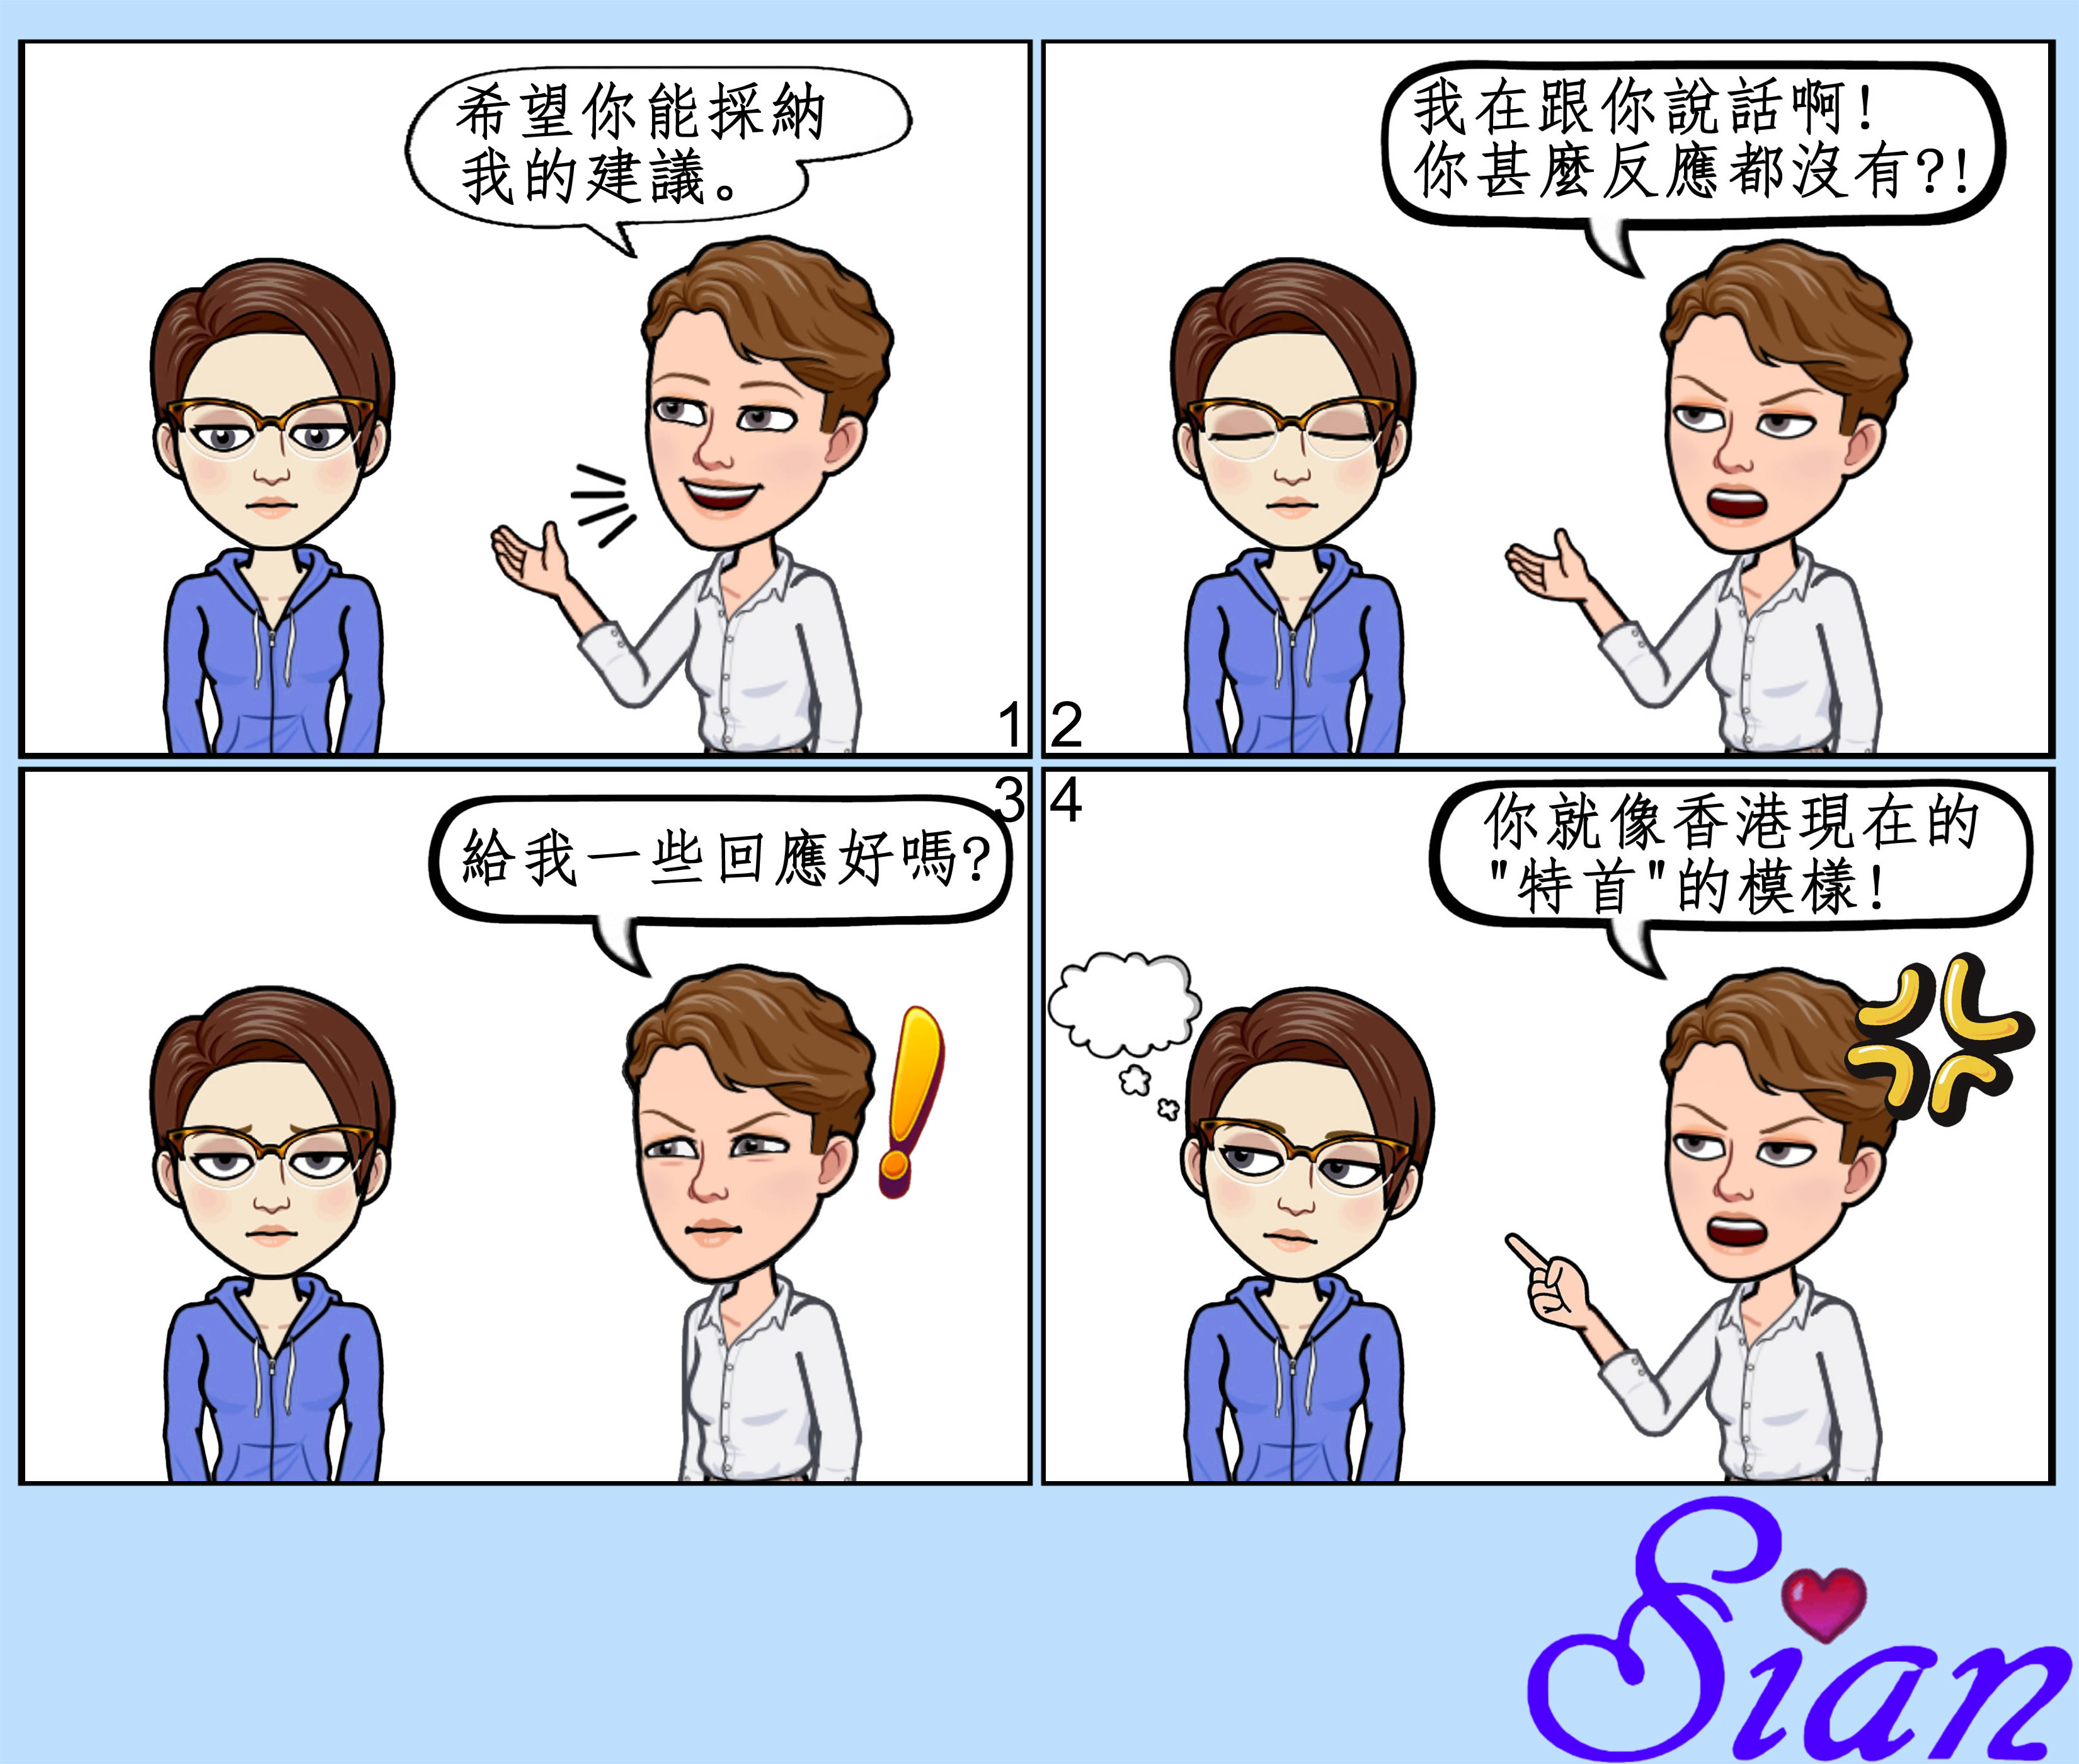 希望你能採納
我的建議。
1
我在跟你說話啊!
你甚麼反應都沒有?!
2
給我一些回應好嗎?
3
你就像香港現在的
"特首"的模樣!
4
Sian